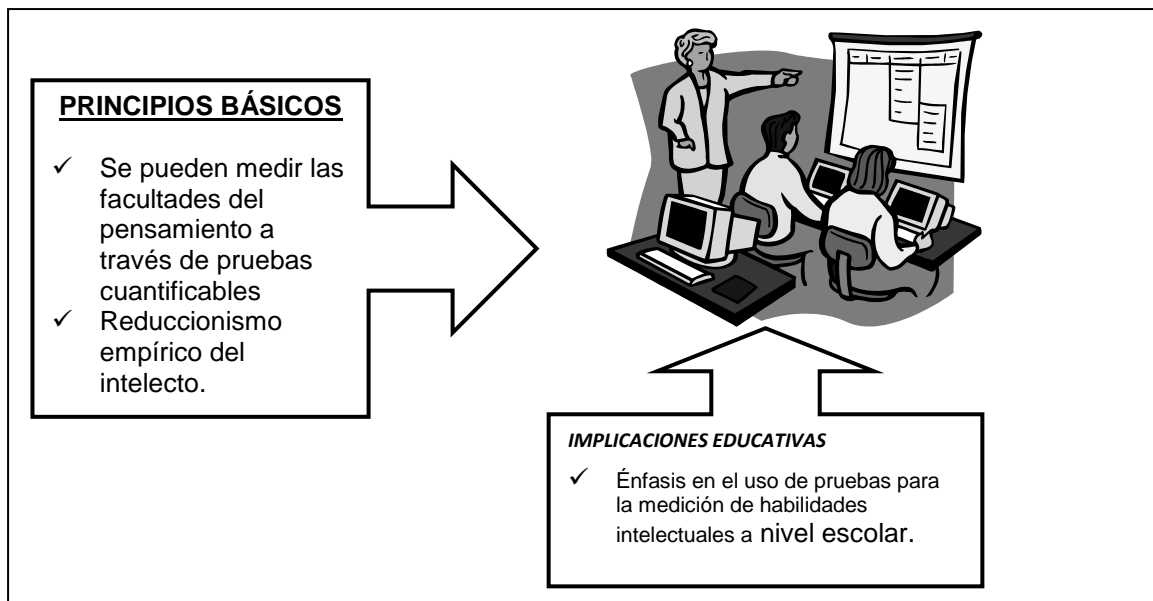 PRINCIPIOS BÁSICOS
✓ Se pueden medir las
facultades del
pensamiento a
través de pruebas
cuantificables
✓ Reduccionismo
empírico del
intelecto.
IMPLICACIONES EDUCATIVAS
✓ Énfasis en el uso de pruebas para
la medición de habilidades
intelectuales a nivel escolar.